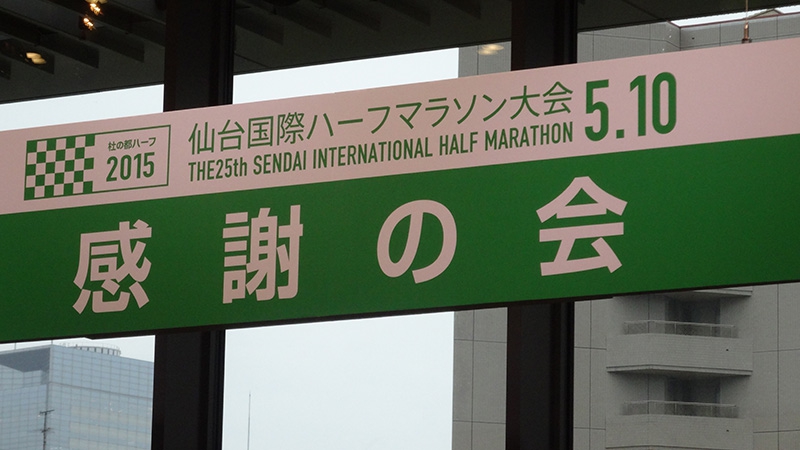 杜の都ハーフ
2015
仙台国際ハーフマラソン大会
THE25th SENDAI INTERNATIONAL HALF MARATHON
5.10
感謝の会